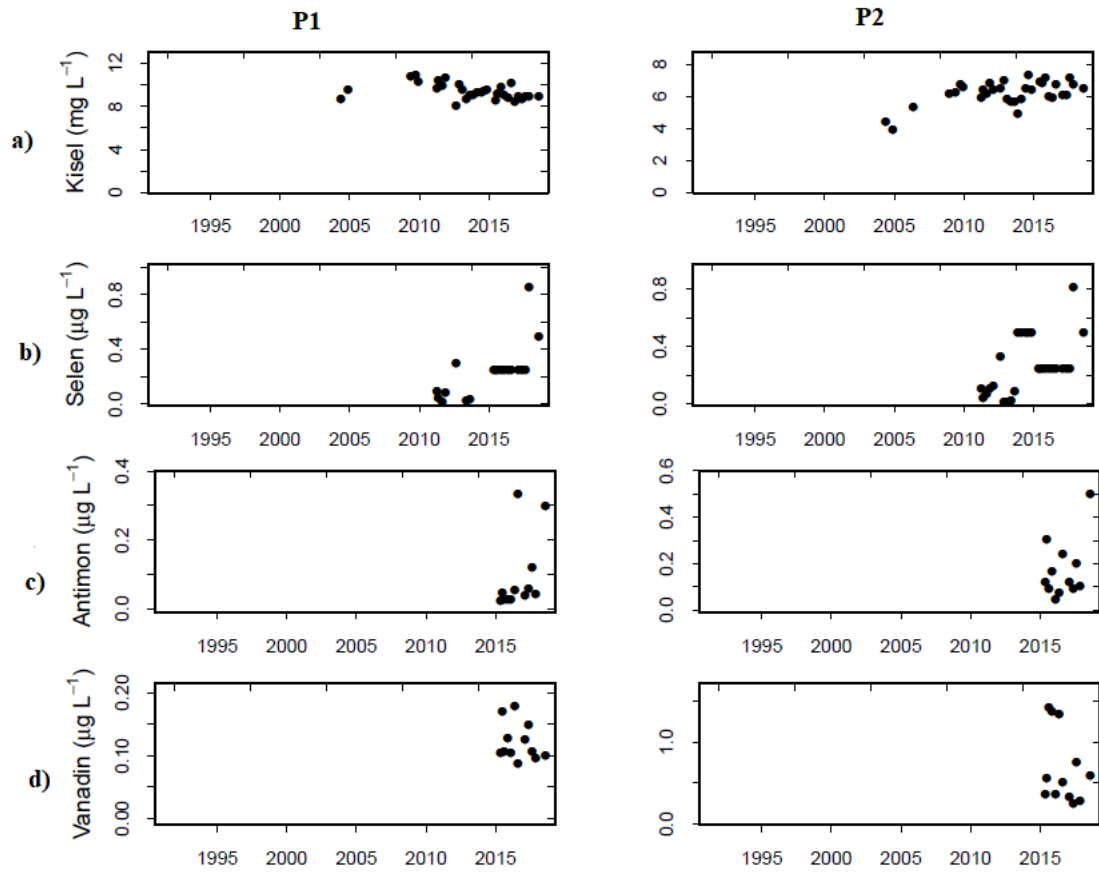 P1 P2
a)
Kisel (mg L⁻¹)
0 4 8 12
1995 2000 2005 2010 2015
0 2 4 6 8
1995 2000 2005 2010 2015
b)
Selen (µg L⁻¹)
0.0 0.4 0.8
1995 2000 2005 2010 2015
0.0 0.4 0.8
1995 2000 2005 2010 2015
c)
Antimon (µg L⁻¹)
0.0 0.2 0.4
1995 2000 2005 2010 2015
0.0 0.2 0.4 0.6
1995 2000 2005 2010 2015
d)
Vanadin (µg L⁻¹)
0.00 0.10 0.20
1995 2000 2005 2010 2015
0.0 1.0
1995 2000 2005 2010 2015